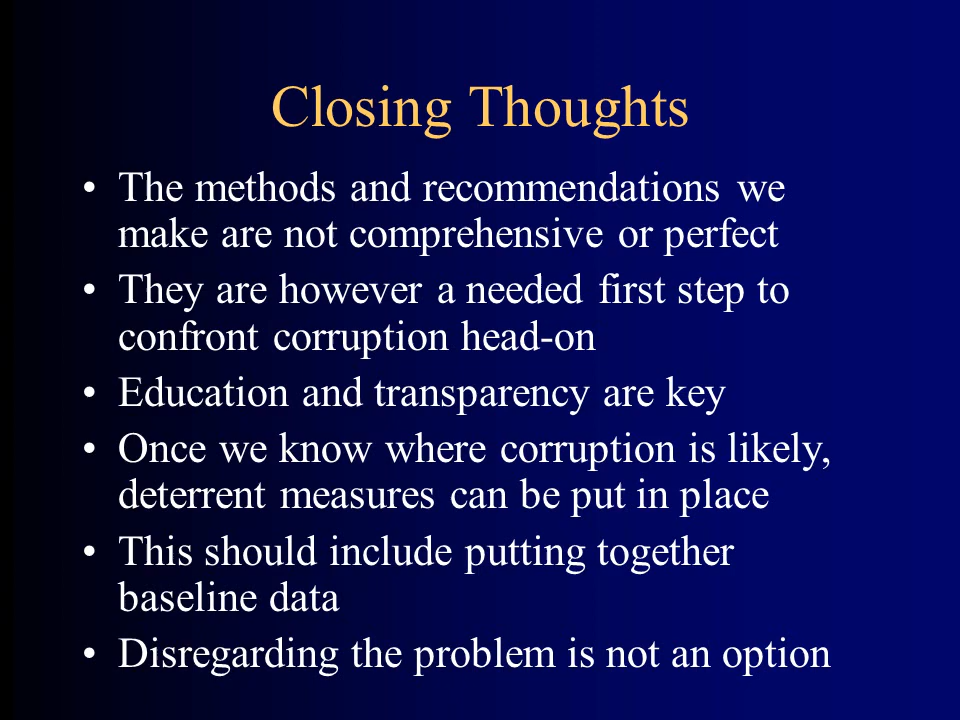 Closing Thoughts
• The methods and recommendations we
make are not comprehensive or perfect
• They are however a needed first step to
confront corruption head-on
• Education and transparency are key
• Once we know where corruption is likely,
deterrent measures can be put in place
• This should include putting together
baseline data
• Disregarding the problem is not an option